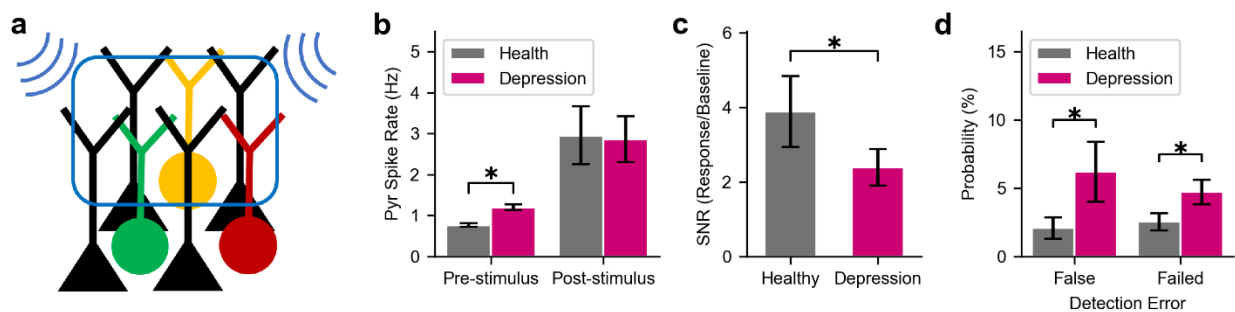 a
b
Pyr Spike Rate (Hz)
5
4
3
2
1
0
Health
Depression
*
Pre-stimulus
Post-stimulus
c
SNR (Response/Baseline)
6
4
2
0
*
Healthy
Depression
d
Probability (%)
15
10
5
0
Health
Depression
*
*
False
Failed
Detection Error